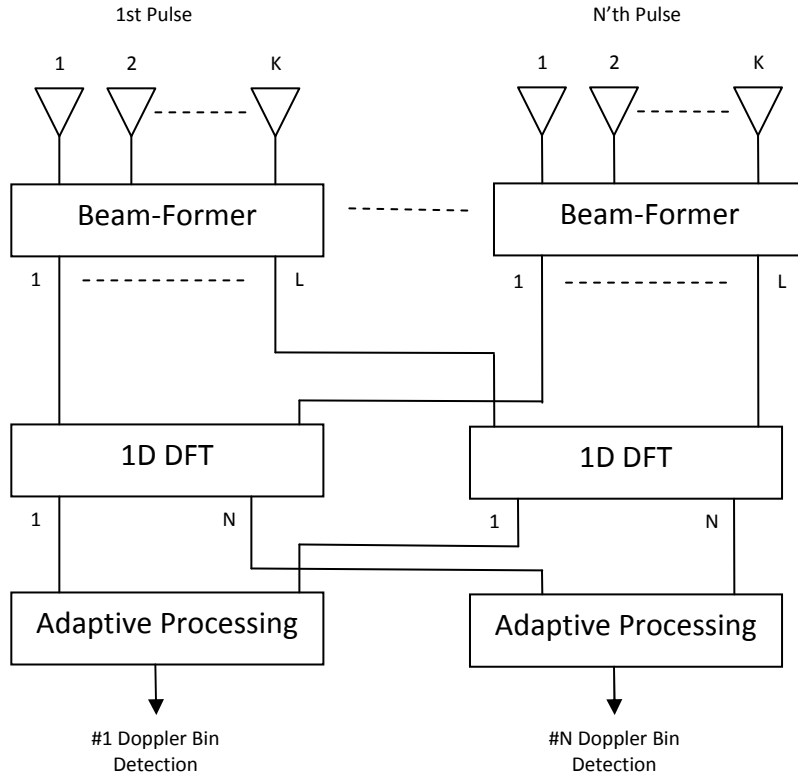 1st Pulse
N'th Pulse
1 2 K
1 2 K
Beam-Former
Beam-Former
1 L
1 L
1D DFT
1D DFT
1 N
1 N
Adaptive Processing
Adaptive Processing
#1 Doppler Bin
Detection
#N Doppler Bin
Detection